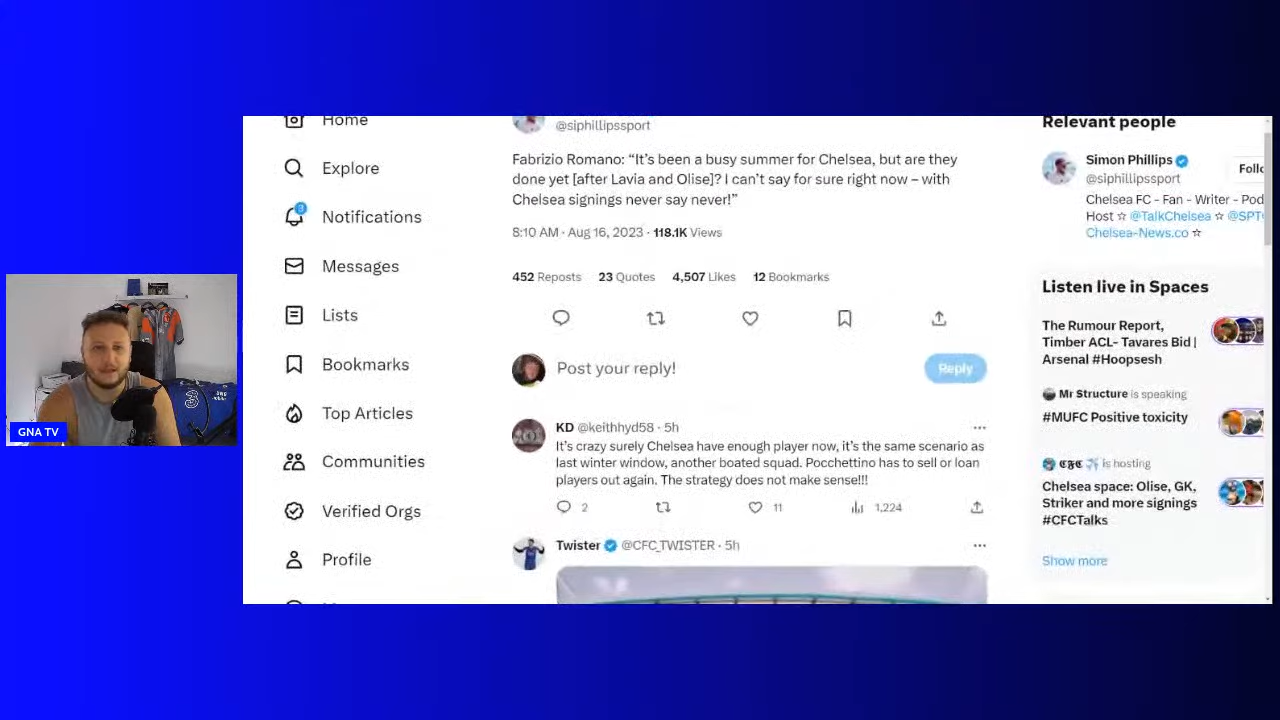 Home
Explore
3
Notifications
Messages
Lists
Bookmarks
Top Articles
Communities
Verified Orgs
Profile
@siphillipssport
Fabrizio Romano: “It’s been a busy summer for Chelsea, but are they
done yet [after Lavia and Olise]? I can’t say for sure right now – with
Chelsea signings never say never!”
8:10 AM · Aug 16, 2023 · 118.1K Views
452 Reposts 23 Quotes 4,507 Likes 12 Bookmarks
Post your reply!
Reply
KD @keithhyd58 · 5h
It’s crazy surely Chelsea have enough player now, it’s the same scenario as
last winter window, another boated squad. Pocchettino has to sell or loan
players out again. The strategy does not make sense!!!
2 11 1,224
Twister @CFC_TWISTER · 5h
Relevant people
Simon Phillips
@siphillipssport
Follo
Chelsea FC - Fan - Writer - Pod
Host ☆ @TalkChelsea ☆ @SPT
Chelsea-News.co ☆
Listen live in Spaces
The Rumour Report,
Timber ACL- Tavares Bid |
Arsenal #Hoopsesh
Mr Structure is speaking
#MUFC Positive toxicity
CFC is hosting
Chelsea space: Olise, GK,
Striker and more signings
#CFCTalks
Show more
GNA TV
3